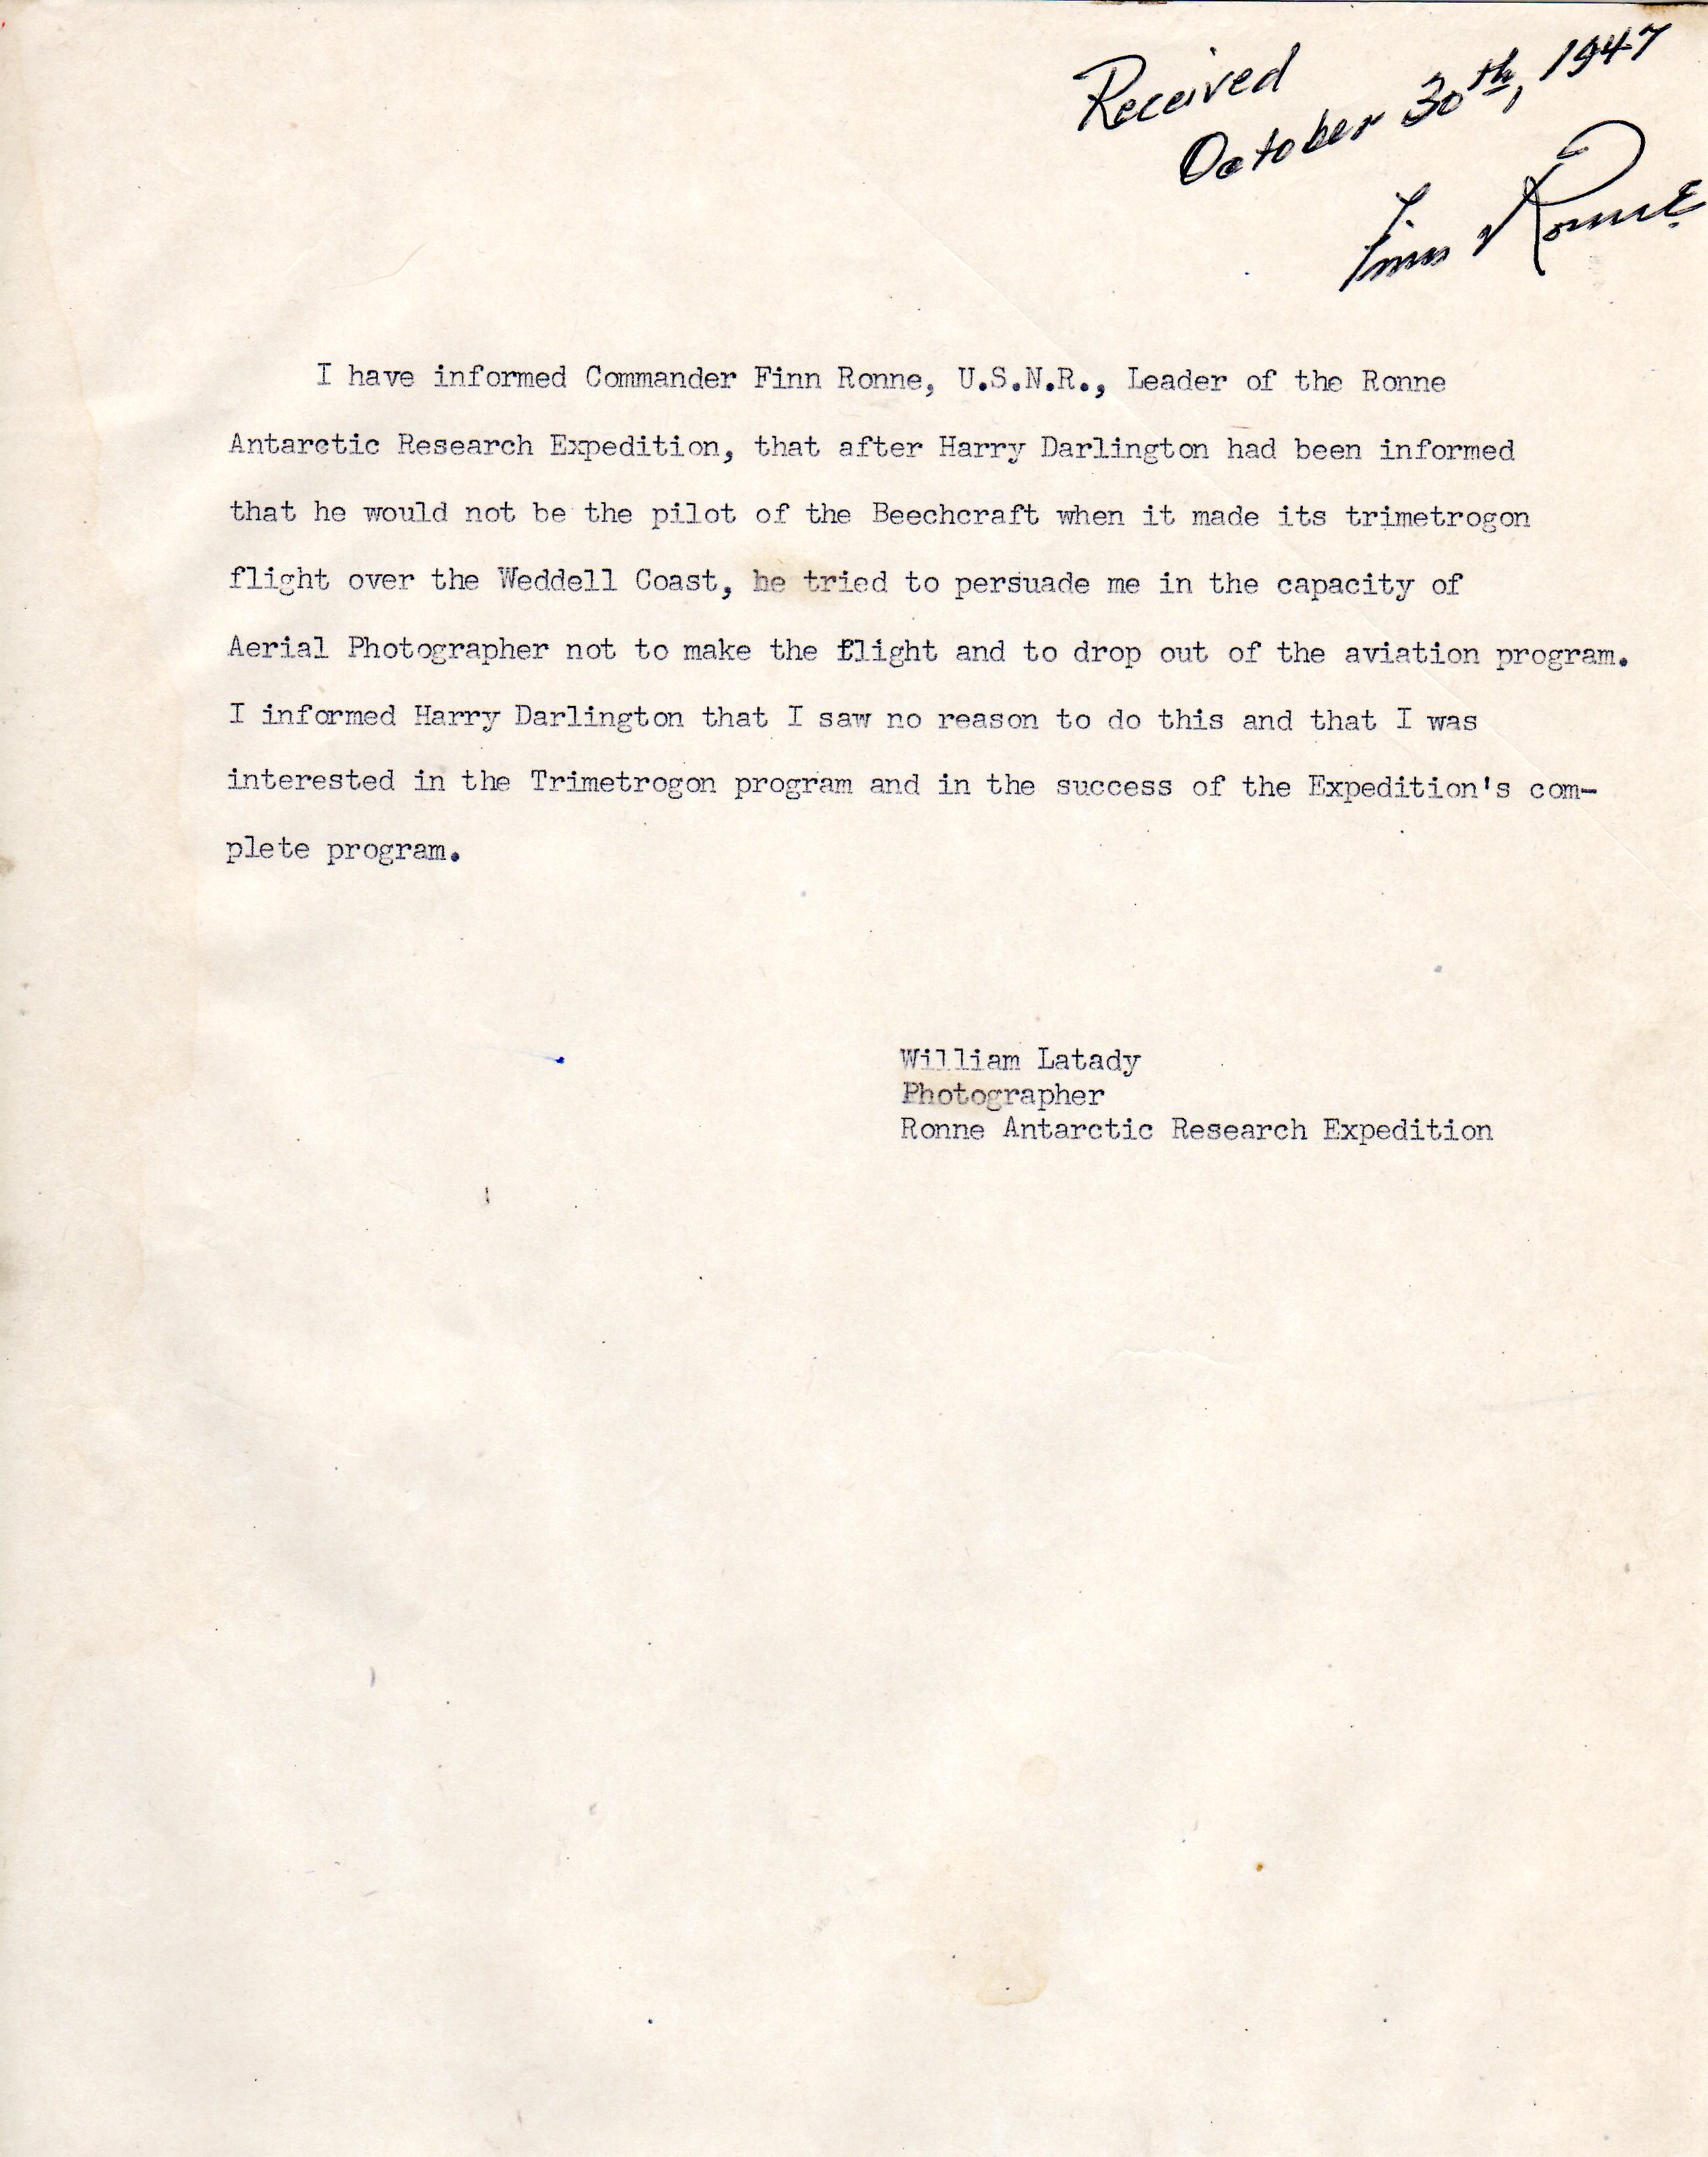 Received
October 30th, 1947
Finn Ronne
I have informed Commander Finn Ronne, U.S.N.R., Leader of the Ronne
Antarctic Research Expedition, that after Harry Darlington had been informed
that he would not be the pilot of the Beechcraft when it made its trimetrogon
flight over the Weddell Coast, he tried to persuade me in the capacity of
Aerial Photographer not to make the flight and to drop out of the aviation program.
I informed Harry Darlington that I saw no reason to do this and that I was
interested in the Trimetrogon program and in the success of the Expedition's com-
plete program.
William Latady
Photographer
Ronne Antarctic Research Expedition